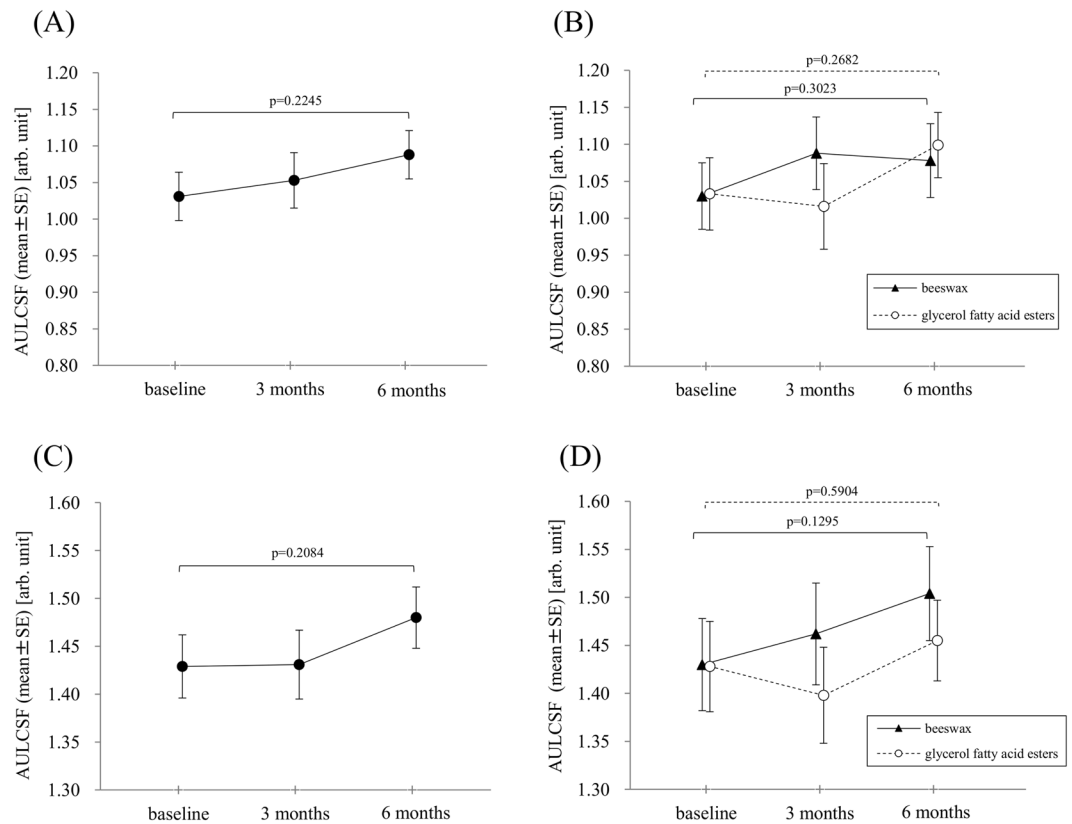 (A)
AULCSF (mean±SE) [arb. unit]
1.20
1.15
1.10
1.05
1.00
0.95
0.90
0.85
0.80
p=0.2245
baseline
3 months
6 months
(B)
AULCSF (mean±SE) [arb. unit]
1.20
1.15
1.10
1.05
1.00
0.95
0.90
0.85
0.80
p=0.2682
p=0.3023
beeswax
glycerol fatty acid esters
baseline
3 months
6 months
(C)
AULCSF (mean±SE) [arb. unit]
1.60
1.55
1.50
1.45
1.40
1.35
1.30
p=0.2084
baseline
3 months
6 months
(D)
AULCSF (mean±SE) [arb. unit]
1.60
1.55
1.50
1.45
1.40
1.35
1.30
p=0.5904
p=0.1295
beeswax
glycerol fatty acid esters
baseline
3 months
6 months